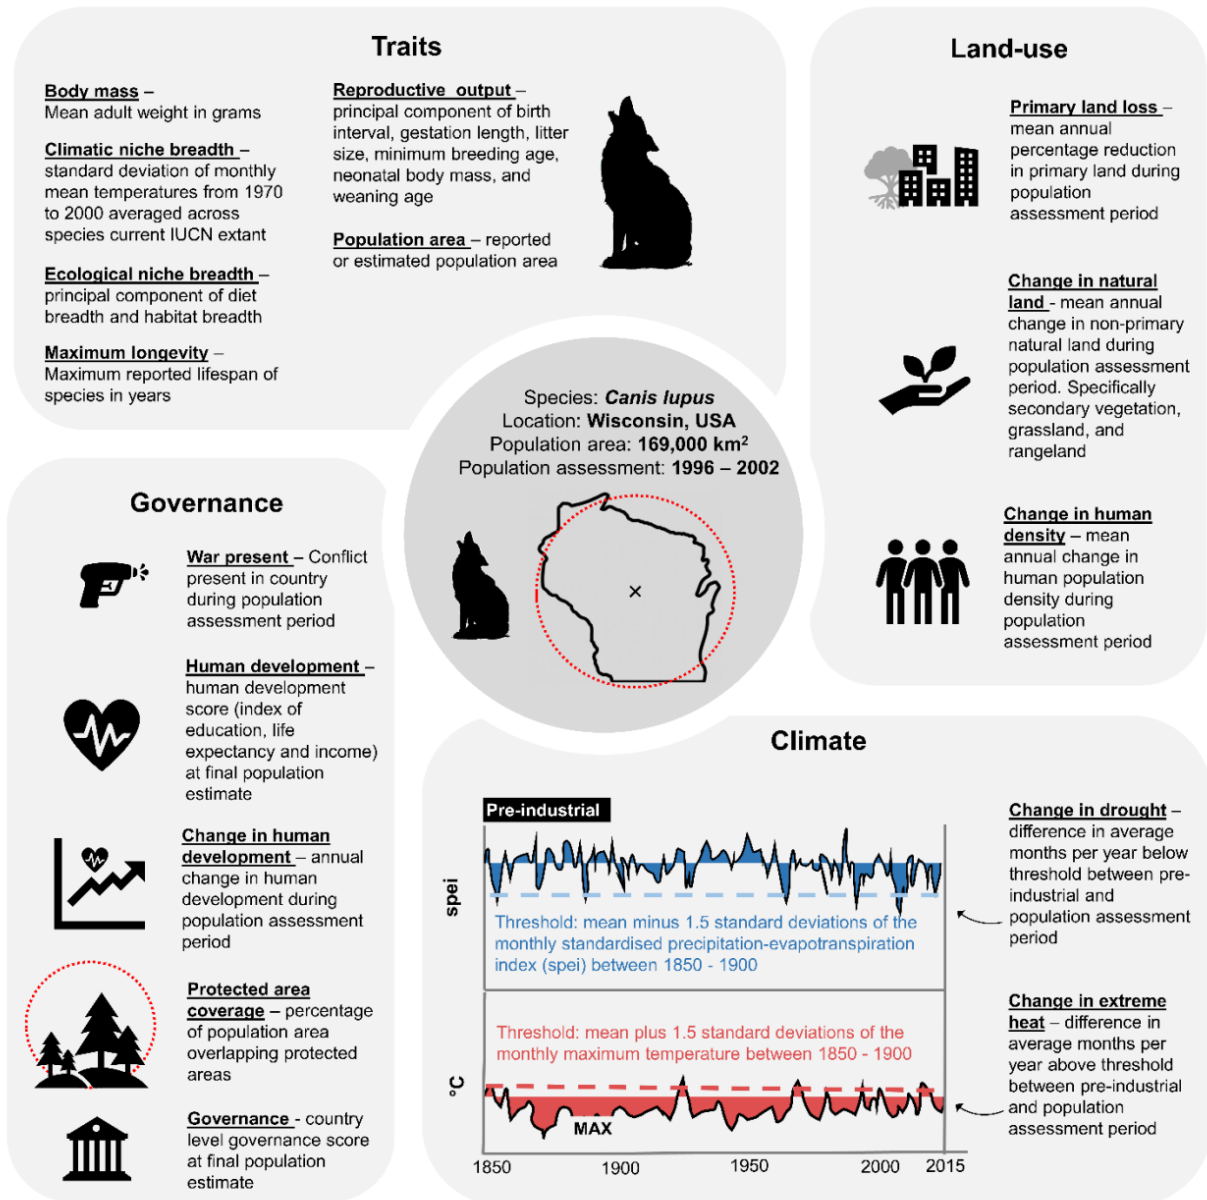 Traits
Body mass –
Mean adult weight in grams
Climatic niche breadth –
standard deviation of monthly
mean temperatures from 1970
to 2000 averaged across
species current IUCN extant
Ecological niche breadth –
principal component of diet
breadth and habitat breadth
Maximum longevity –
Maximum reported lifespan of
species in years
Reproductive output –
principal component of birth
interval, gestation length, litter
size, minimum breeding age,
neonatal body mass, and
weaning age
Population area – reported
or estimated population area
Land-use
Primary land loss –
mean annual
percentage reduction
in primary land during
population
assessment period
Change in natural
land - mean annual
change in non-primary
natural land during
population assessment
period. Specifically
secondary vegetation,
grassland, and
rangeland
Change in human
density – mean
annual change in
human population
density during
population
assessment period
Species: Canis lupus
Location: Wisconsin, USA
Population area: 169,000 km²
Population assessment: 1996 – 2002
Governance
War present – Conflict
present in country
during population
assessment period
Human development –
human development
score (index of
education, life
expectancy and income)
at final population
estimate
Change in human
development – annual
change in human
development during
population assessment
period
Protected area
coverage – percentage
of population area
overlapping protected
areas
Governance - country
level governance score
at final population
estimate
Climate
Pre-industrial
spei
Threshold: mean minus 1.5 standard deviations of the
monthly standardised precipitation-evapotranspiration
index (spei) between 1850 - 1900
Threshold: mean plus 1.5 standard deviations of the
monthly maximum temperature between 1850 - 1900
°C
MAX
1850 1900 1950 2000 2015
Change in drought –
difference in average
months per year below
threshold between pre-
industrial and
population assessment
period
Change in extreme
heat – difference in
average months per
year above threshold
between pre-industrial
and population
assessment period